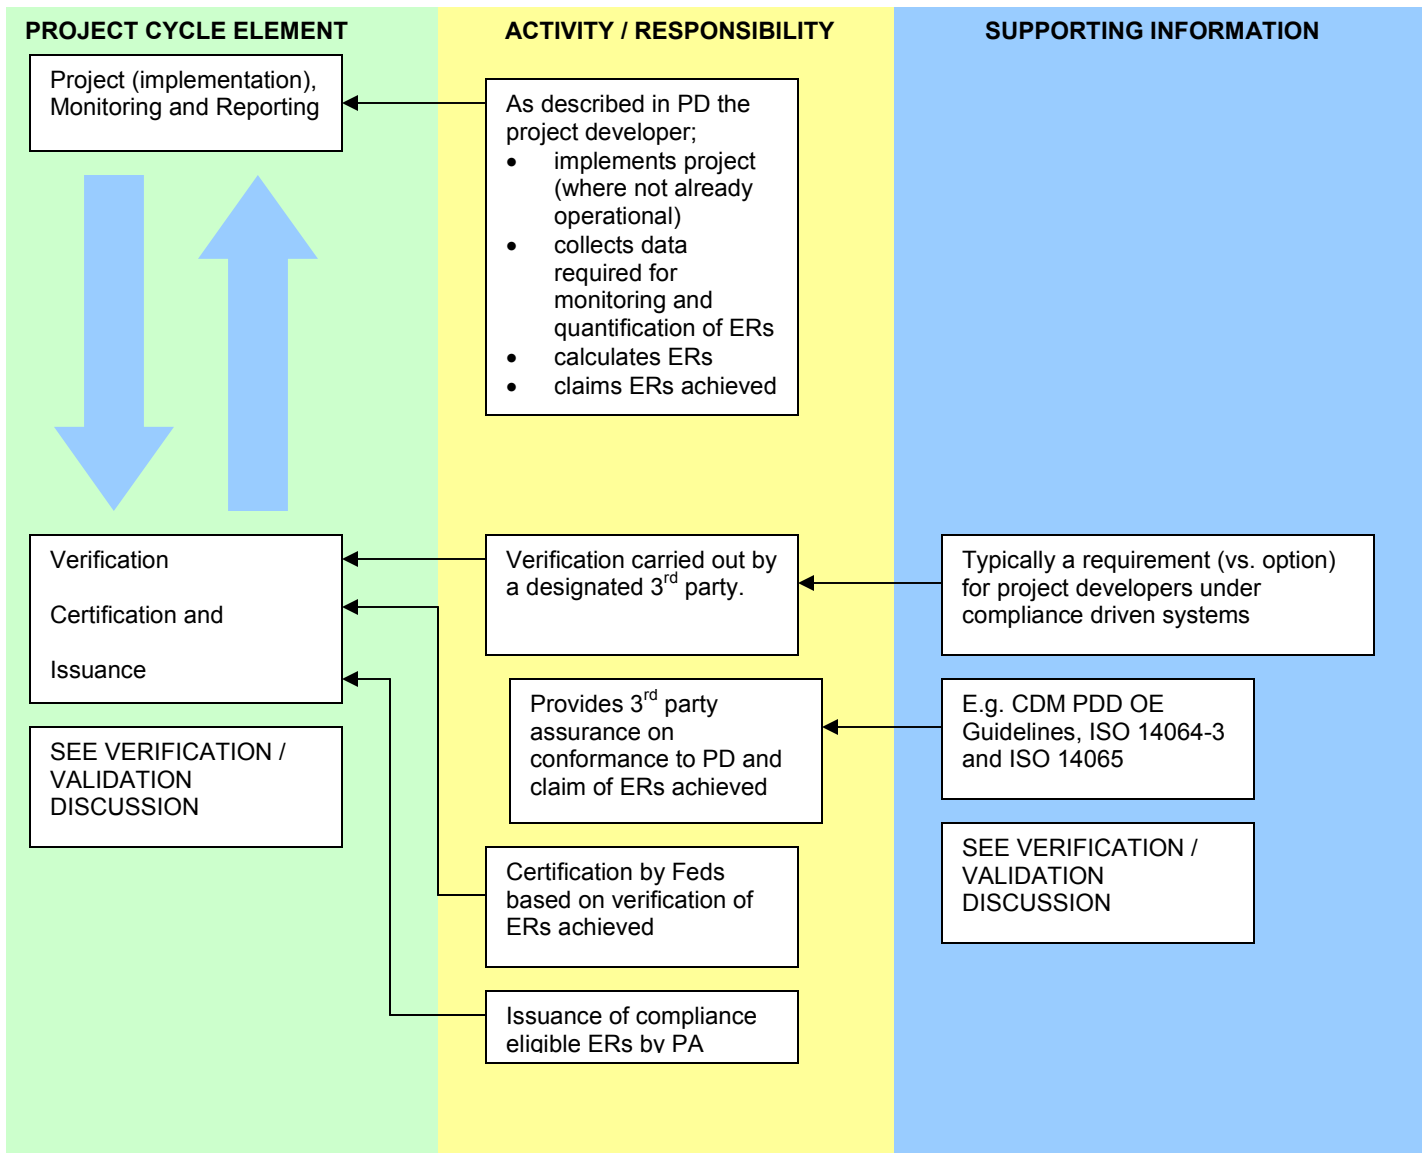 PROJECT CYCLE ELEMENT
ACTIVITY / RESPONSIBILITY
SUPPORTING INFORMATION
Project (implementation),
Monitoring and Reporting
As described in PD the
project developer;
• implements project
(where not already
operational)
• collects data
required for
monitoring and
quantification of ERs
• calculates ERs
• claims ERs achieved
Verification
Certification and
Issuance
Verification carried out by
a designated 3rd party.
Typically a requirement (vs. option)
for project developers under
compliance driven systems
Provides 3rd party
assurance on
conformance to PD and
claim of ERs achieved
E.g. CDM PDD OE
Guidelines, ISO 14064-3
and ISO 14065
SEE VERIFICATION /
VALIDATION
DISCUSSION
SEE VERIFICATION /
VALIDATION
DISCUSSION
Certification by Feds
based on verification of
ERs achieved
Issuance of compliance
eligible ERs by PA